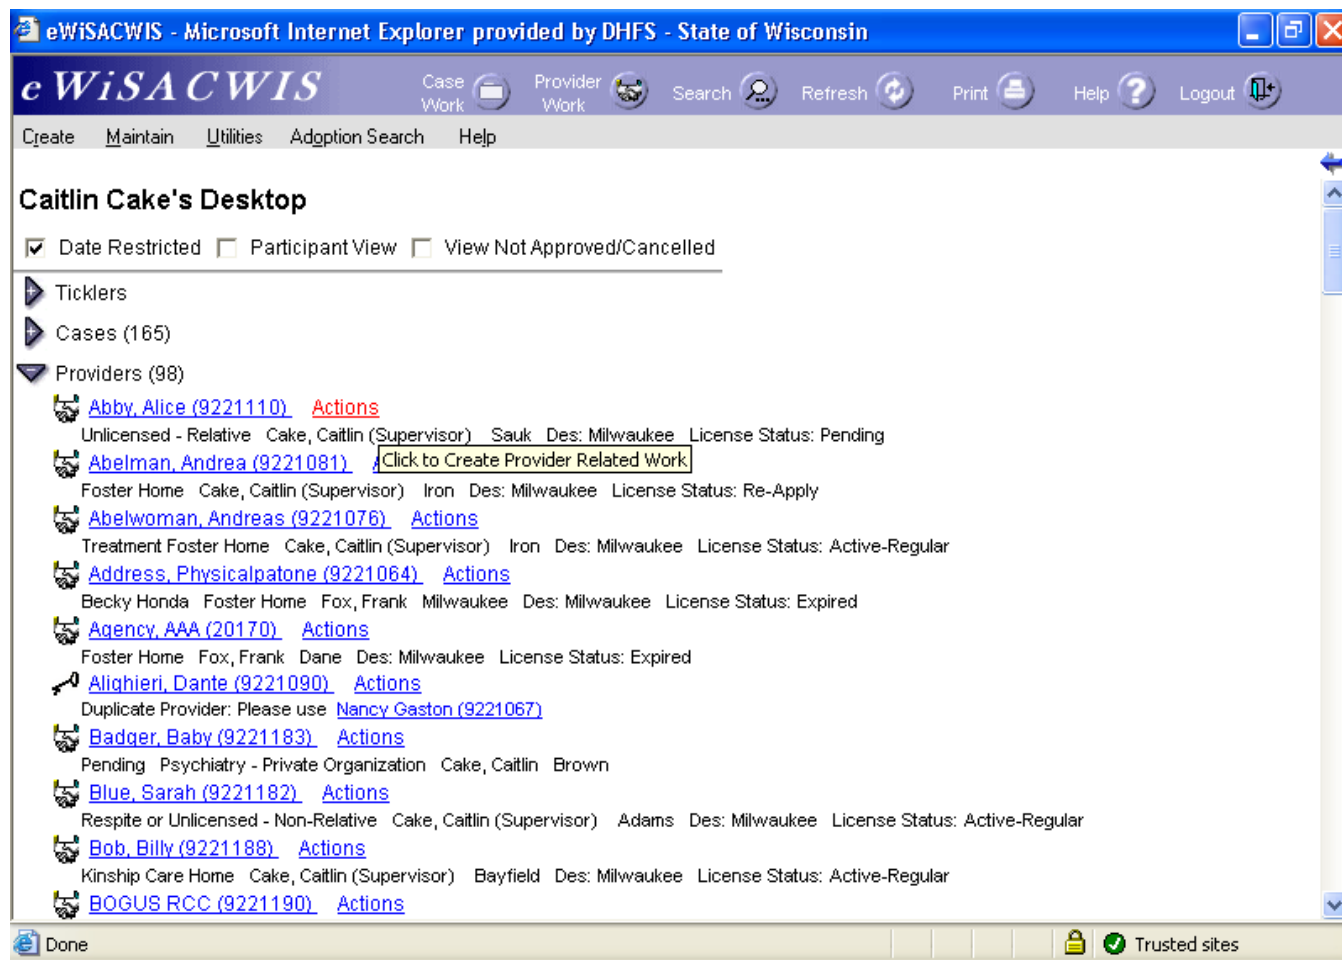 eWiSACWIS - Microsoft Internet Explorer provided by DHFS - State of Wisconsin
e WiSACWIS Case Work Provider Work Search Refresh Print Help ? Logout
Create Maintain Utilities Adoption Search Help
Caitlin Cake's Desktop
Date Restricted Participant View View Not Approved/Cancelled
Ticklers
Cases (165)
Providers (98)
Abby, Alice (9221110) Actions
Unlicensed - Relative Cake, Caitlin (Supervisor) Sauk Des: Milwaukee License Status: Pending
Abelman, Andrea (9221081) Click to Create Provider Related Work
Foster Home Cake, Caitlin (Supervisor) Iron Des: Milwaukee License Status: Re-Apply
Abelwoman, Andreas (9221076) Actions
Treatment Foster Home Cake, Caitlin (Supervisor) Iron Des: Milwaukee License Status: Active-Regular
Address, Physicalpatone (9221064) Actions
Becky Honda Foster Home Fox, Frank Milwaukee Des: Milwaukee License Status: Expired
Agency, AAA (20170) Actions
Foster Home Fox, Frank Dane Des: Milwaukee License Status: Expired
Alighieri, Dante (9221090) Actions
Duplicate Provider: Please use Nancy Gaston (9221067)
Badger, Baby (9221183) Actions
Pending Psychiatry - Private Organization Cake, Caitlin Brown
Blue, Sarah (9221182) Actions
Respite or Unlicensed - Non-Relative Cake, Caitlin (Supervisor) Adams Des: Milwaukee License Status: Active-Regular
Bob, Billy (9221188) Actions
Kinship Care Home Cake, Caitlin (Supervisor) Bayfield Des: Milwaukee License Status: Active-Regular
BOGUS RCC (9221190) Actions
Done Trusted sites